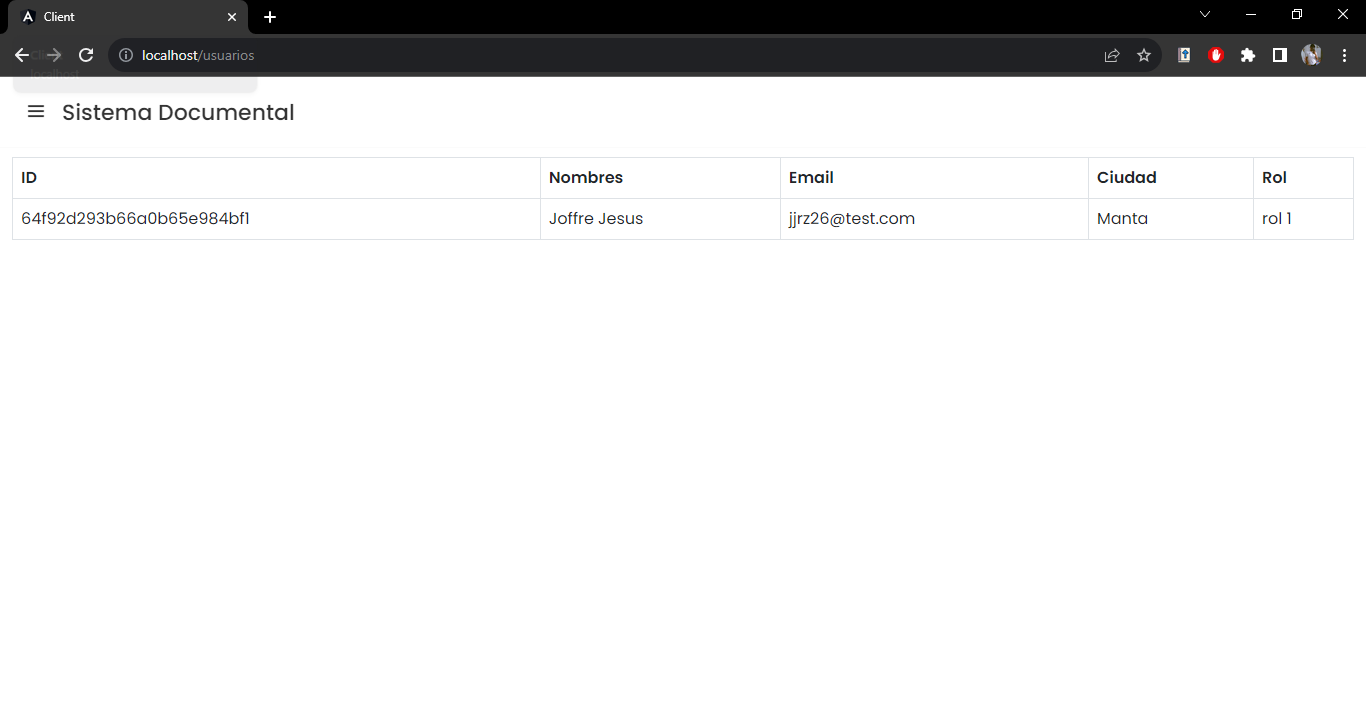 Client
localhost/usuarios
localhost
Sistema Documental
ID Nombres Email Ciudad Rol
64f92d293b66a0b65e984bf1 Joffre Jesus jjrz26@test.com Manta rol 1